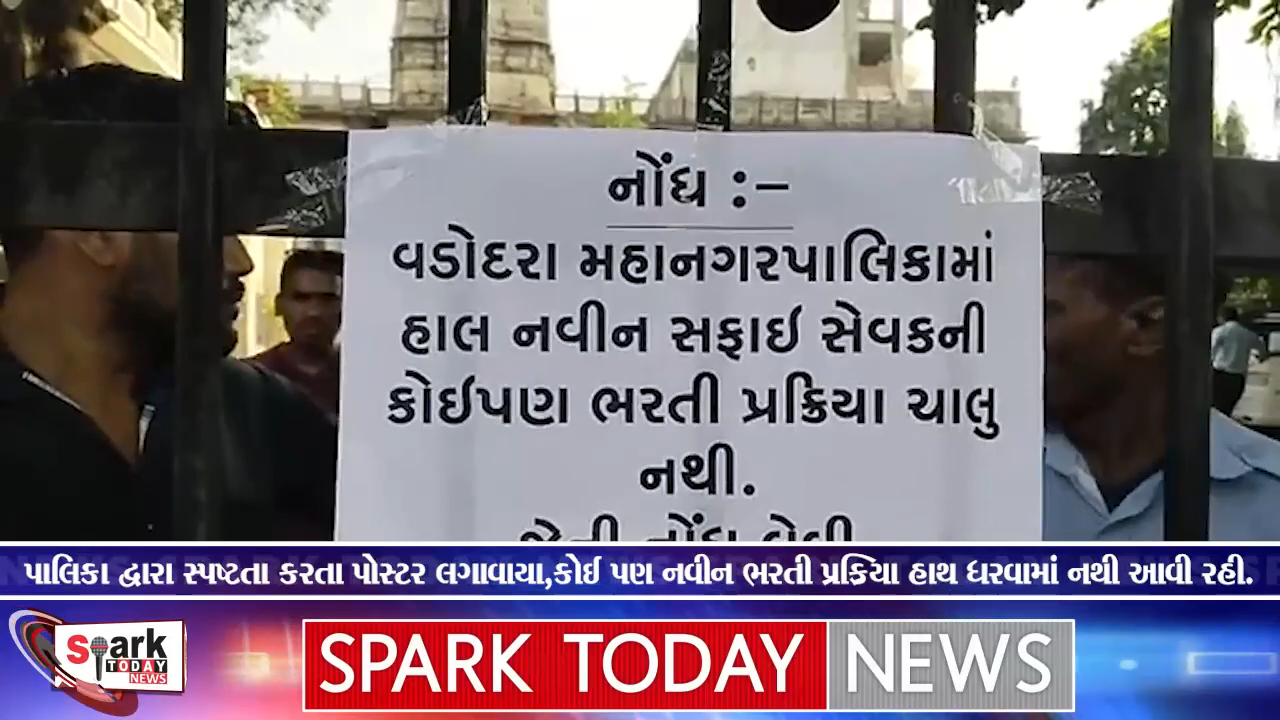 નોંધ :–
વડોદરા મહાનગરપાલિકામાં
હાલ નવીન સફાઇ સેવકની
કોઇપણ ભરતી પ્રક્રિયા ચાલુ
નથી.
જેની નોંધ લેવી.
પાલિકા દ્વારા સ્પષ્ટતા કરતા પોસ્ટર લગાવાયા,કોઈ પણ નવીન ભરતી પ્રક્રિયા હાથ ધરવામાં નથી આવી રહી.
Spark
TODAY
NEWS
SPARK TODAY NEWS